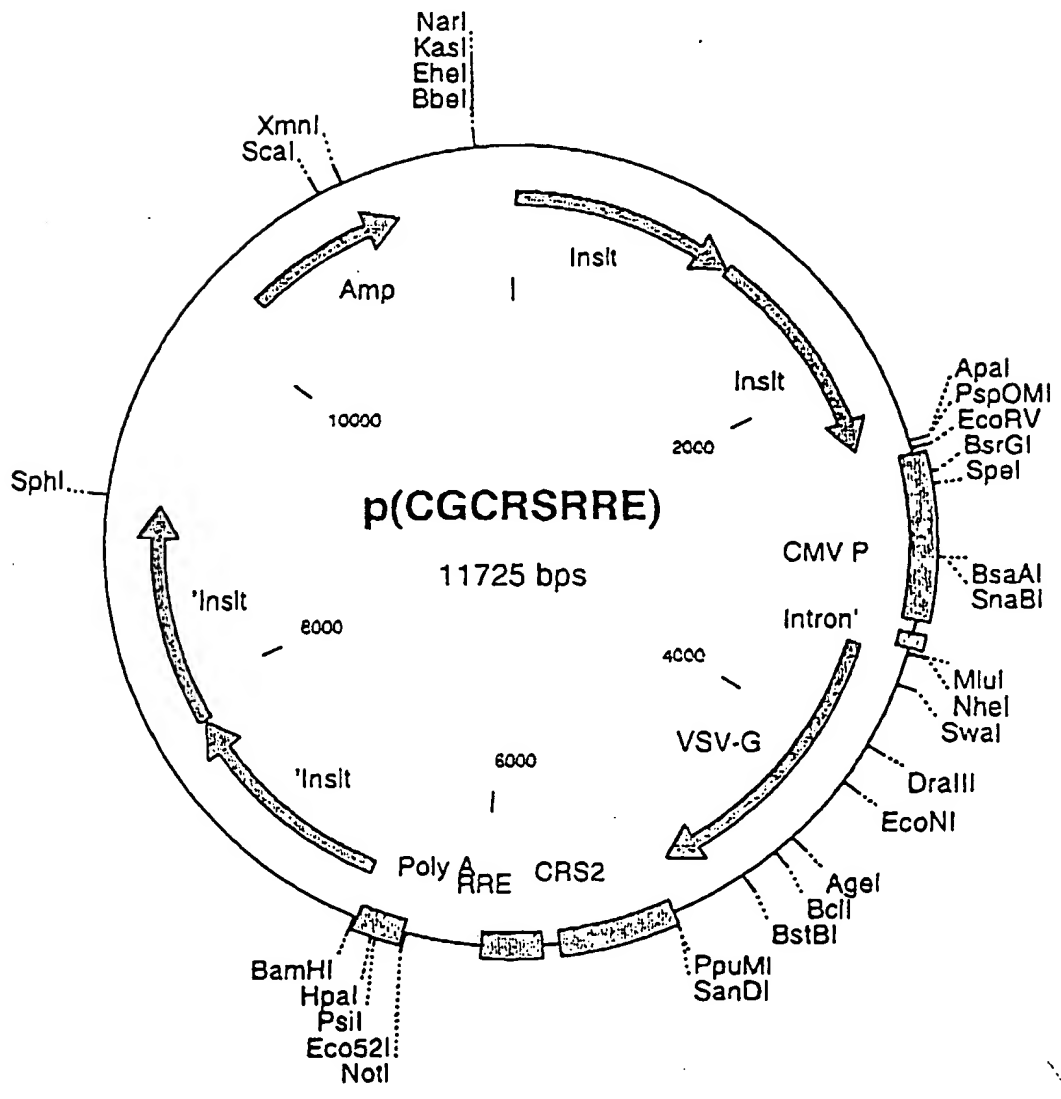 NarI
KasI
EheI
BbeI
XmnI
ScaI
InsIt
Amp
InsIt
ApaI
PspOMI
EcoRV
BsrGI
SpeI
10000
2000
SphI
p(CGCRSRRE)
11725 bps
CMV P
BsaAI
SnaBI
'InsIt
8000
Intron'
4000
MluI
NheI
SwaI
VSV-G
'InsIt
6000
DraIII
EcoNI
Poly A
RRE
CRS2
AgeI
BclI
BstBI
BamHI
HpaI
PsiI
Eco52I
NotI
PpuMI
SanDI